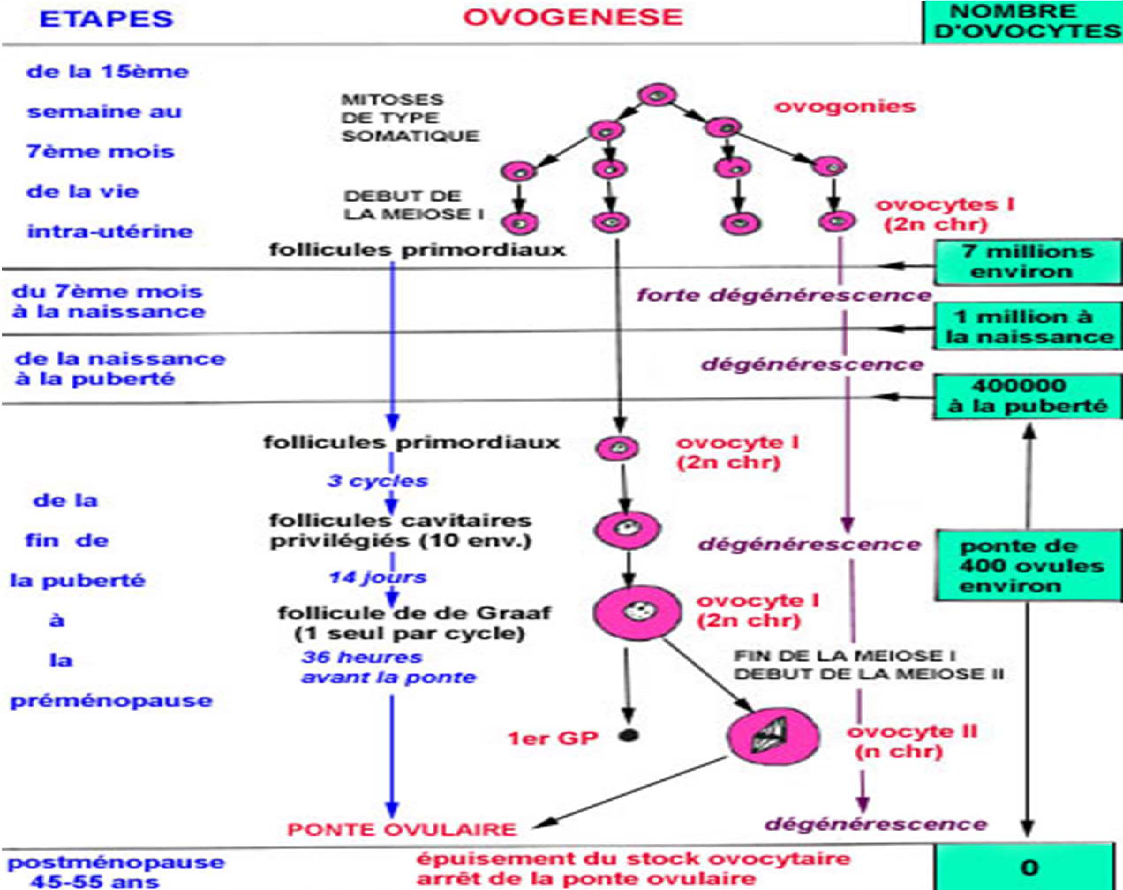 ETAPES
OVOGENESE
NOMBRE
D'OVOCYTES
de la 15ème
semaine au
7ème mois
de la vie
intra-utérine
MITOSES
DE TYPE
SOMATIQUE
ovogonies
DEBUT DE
LA MEIOSE I
ovocytes I
(2n chr)
follicules primordiaux
7 millions
environ
du 7ème mois
à la naissance
forte dégénérescence
1 million à
la naissance
de la naissance
à la puberté
dégénérescence
400000
à la puberté
de la
fin de
la puberté
à
la
préménopause
follicules primordiaux
3 cycles
follicules cavitaires
privilégiés (10 env.)
14 jours
follicule de de Graaf
(1 seul par cycle)
36 heures
avant la ponte
ovocyte I
(2n chr)
dégénérescence
ponte de
400 ovules
environ
ovocyte I
(2n chr)
FIN DE LA MEIOSE I
DEBUT DE LA MEIOSE II
1er GP
ovocyte II
(n chr)
PONTE OVULAIRE
dégénérescence
postménopause
45-55 ans
épuisement du stock ovocytaire
arrêt de la ponte ovulaire
0